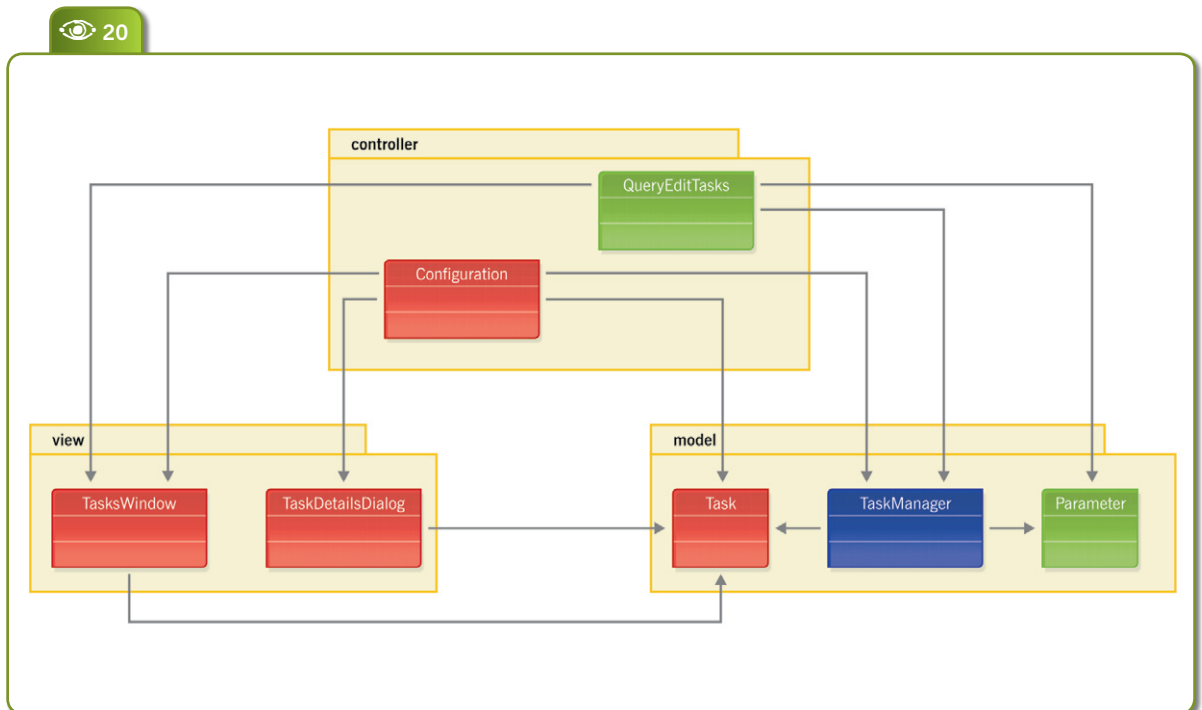 20
controller
QueryEditTasks
Configuration
view
TasksWindow
TaskDetailsDialog
model
Task
TaskManager
Parameter